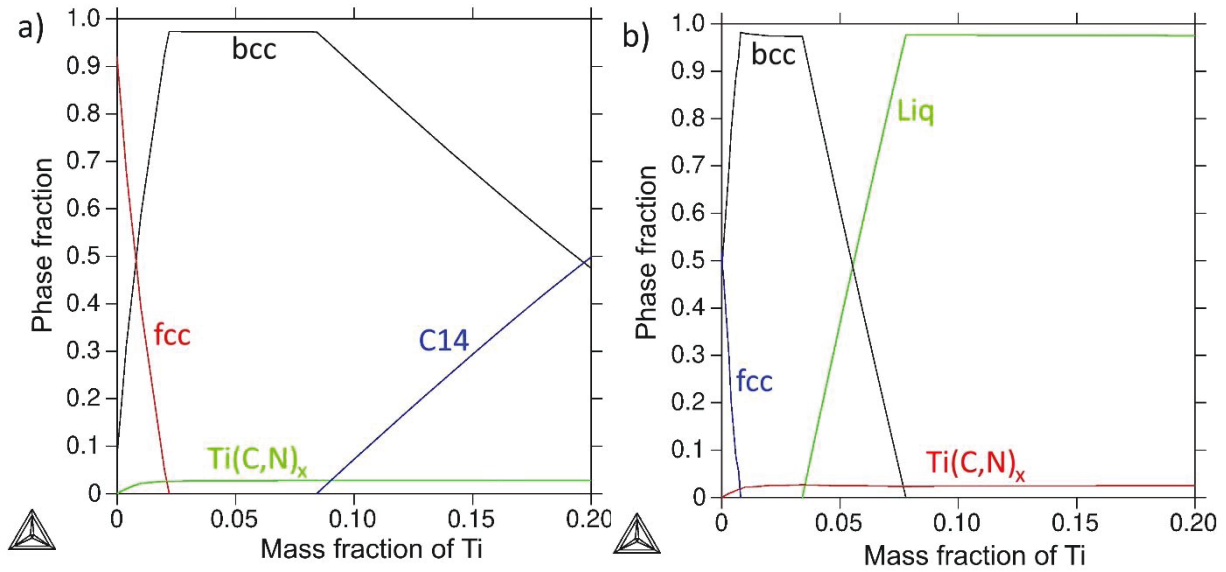 a)
1.0
0.9
0.8
0.7
0.6
0.5
0.4
0.3
0.2
0.1
0
Phase fraction
bcc
fcc
C14
Ti(C,N)x
0
0.05
0.10
0.15
0.20
Mass fraction of Ti
b)
1.0
0.9
0.8
0.7
0.6
0.5
0.4
0.3
0.2
0.1
0
Phase fraction
bcc
Liq
fcc
Ti(C,N)x
0
0.05
0.10
0.15
0.20
Mass fraction of Ti